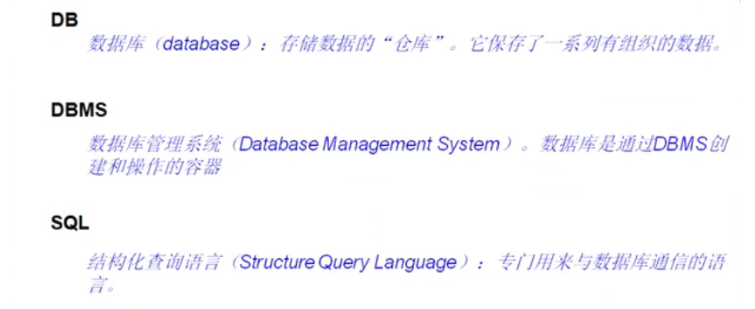 DB
数据库（database）：存储数据的“仓库”。它保存了一系列有组织的数据。
DBMS
数据库管理系统（Database Management System）。数据库是通过DBMS创
建和操作的容器
SQL
结构化查询语言（Structure Query Language）：专门用来与数据库通信的语
言。